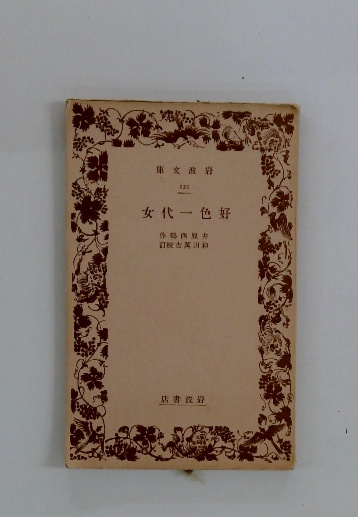 庫文波岩
121
女代一色好
作鶴西原井
訂校吉萬田和
店書波岩